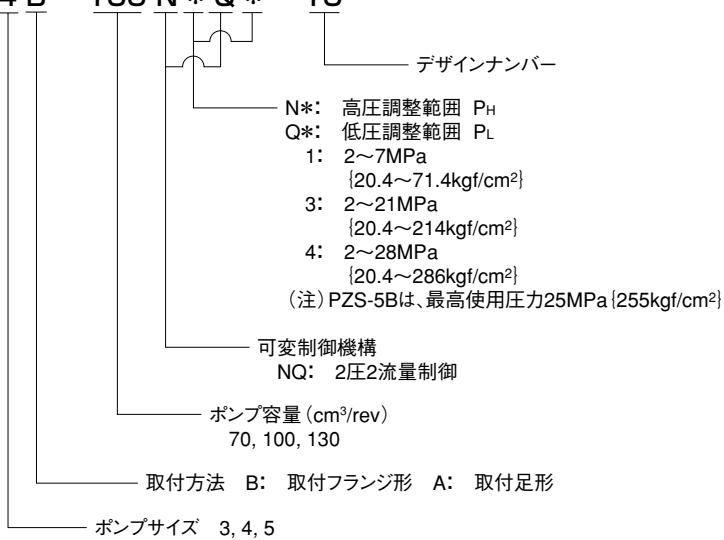 デザインナンバー
N*: 高圧調整範囲 PH
Q*: 低圧調整範囲 PL
1: 2～7MPa
{20.4～71.4kgf/cm²}
3: 2～21MPa
{20.4～214kgf/cm²}
4: 2～28MPa
{20.4～286kgf/cm²}
（注）PZS-5Bは、最高使用圧力25MPa{255kgf/cm²}
可変制御機構
NQ: 2圧2流量制御
ポンプ容量（cm³/rev）
70, 100, 130
取付方法 B: 取付フランジ形 A: 取付足形
ポンプサイズ 3, 4, 5